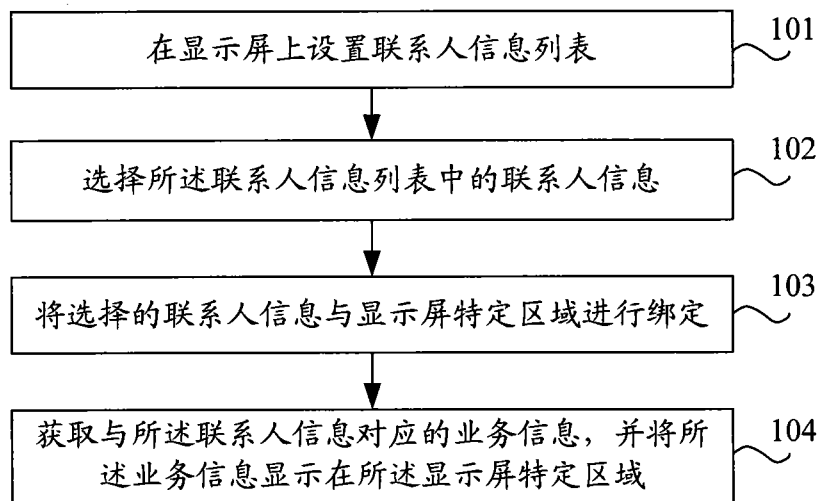 在显示屏上设置联系人信息列表
101
选择所述联系人信息列表中的联系人信息
102
将选择的联系人信息与显示屏特定区域进行绑定
103
获取与所述联系人信息对应的业务信息，并将所
述业务信息显示在所述显示屏特定区域
104